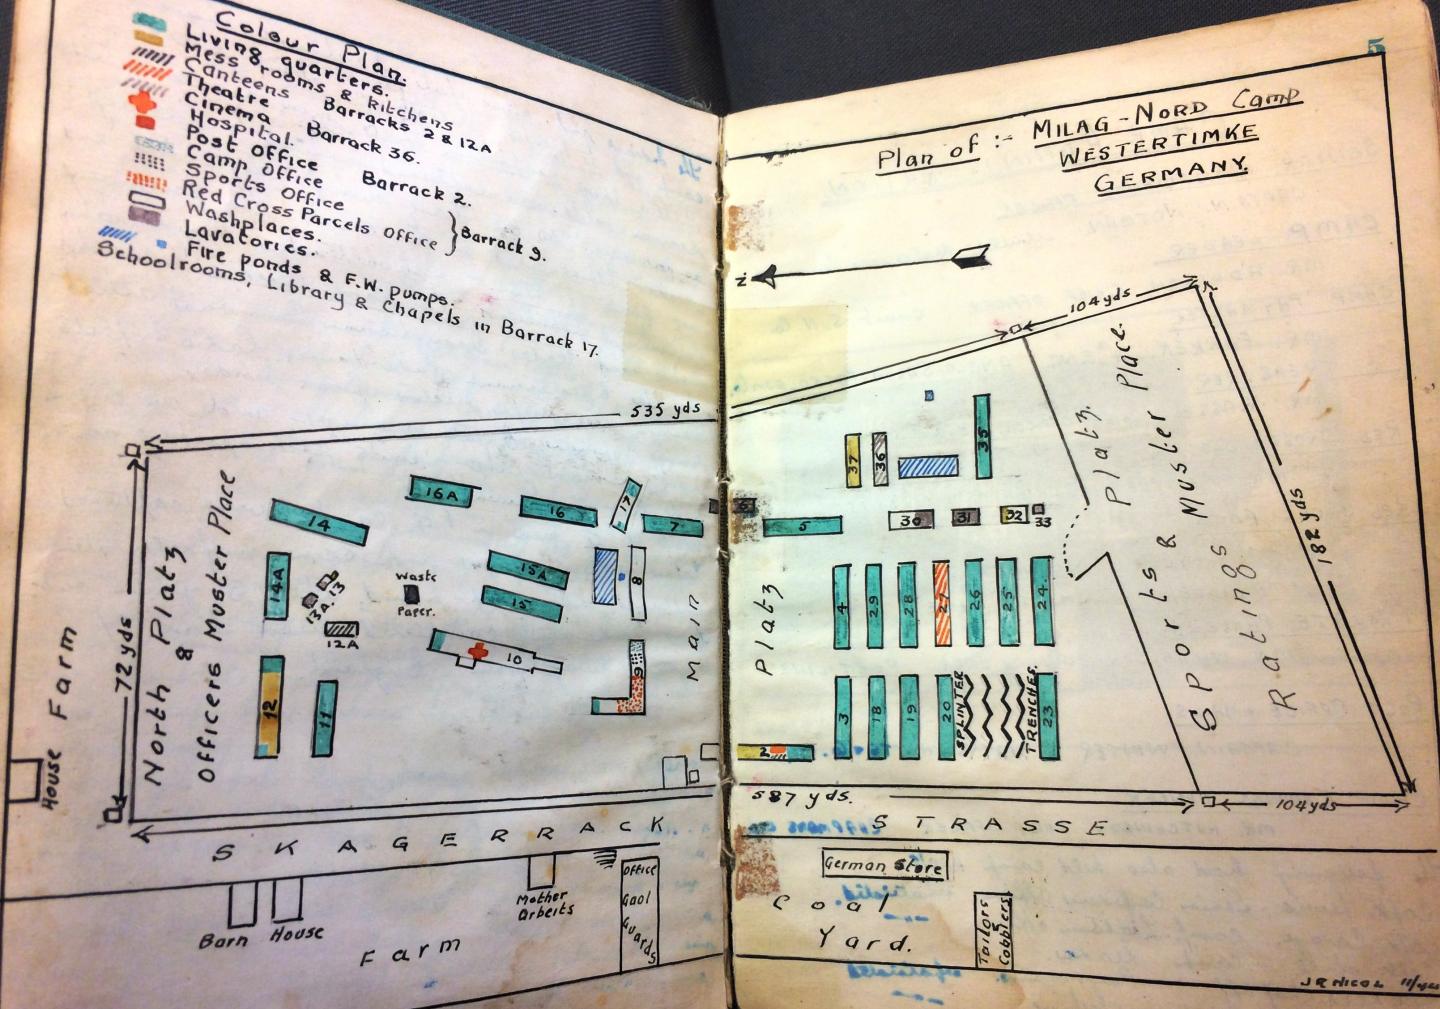 Colour Plan.
Living quarters.
Mess rooms & kitchens
Canteens Barracks 2 & 12A
Theatre
Cinema Barrack 36.
Hospital.
Post Office Barrack 2.
Camp Office
Sports Office
Red Cross Parcels Office } Barrack 9.
Washplaces.
Lavatories.
Fire ponds & F.W. pumps.
Schoolrooms, Library & Chapels in Barrack 17.
5
Plan of :- MILAG-NORD CAMP
WESTERTIMKE
GERMANY.
N
104 yds
535 yds
182 yds
72 yds
587 yds.
104 yds
House Farm
North Platz
&
Officers Muster Place
14
14A
13A.
13
12A
12
11
16A
16
17
7
15A
15
Waste
Paper.
10
8
9
Main
Platz
6
5
37
36
35
30
31
32
33
4
29
28
27
26
25
24
3
18
19
20
SPLINTER
TRENCHES.
23
2
Platz.
Sports & Muster Place.
Ratings
SKAGERRACK STRASSE
Barn
House
Farm
Mother
Arbeits
Office
Gaol
Guards
German Store
Coal
Yard.
Tailors
&
Cobblers
JR NICOL